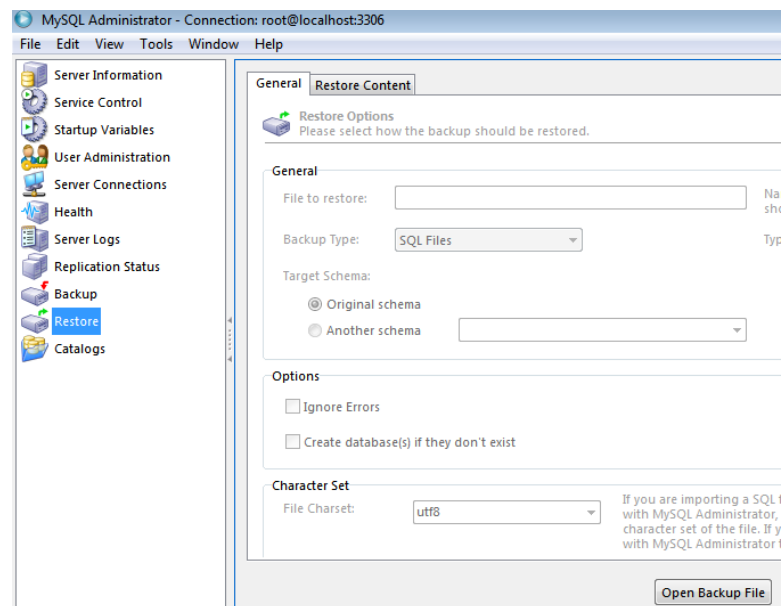 MySQL Administrator - Connection: root@localhost:3306
File Edit View Tools Window Help
Server Information
Service Control
Startup Variables
User Administration
Server Connections
Health
Server Logs
Replication Status
Backup
Restore
Catalogs
General Restore Content
Restore Options
Please select how the backup should be restored.
General
File to restore:
Backup Type: SQL Files
Target Schema:
Original schema
Another schema
Options
Ignore Errors
Create database(s) if they don't exist
Character Set
File Charset: utf8
If you are importing a SQL
with MySQL Administrator,
character set of the file. If
with MySQL Administrator
Open Backup File